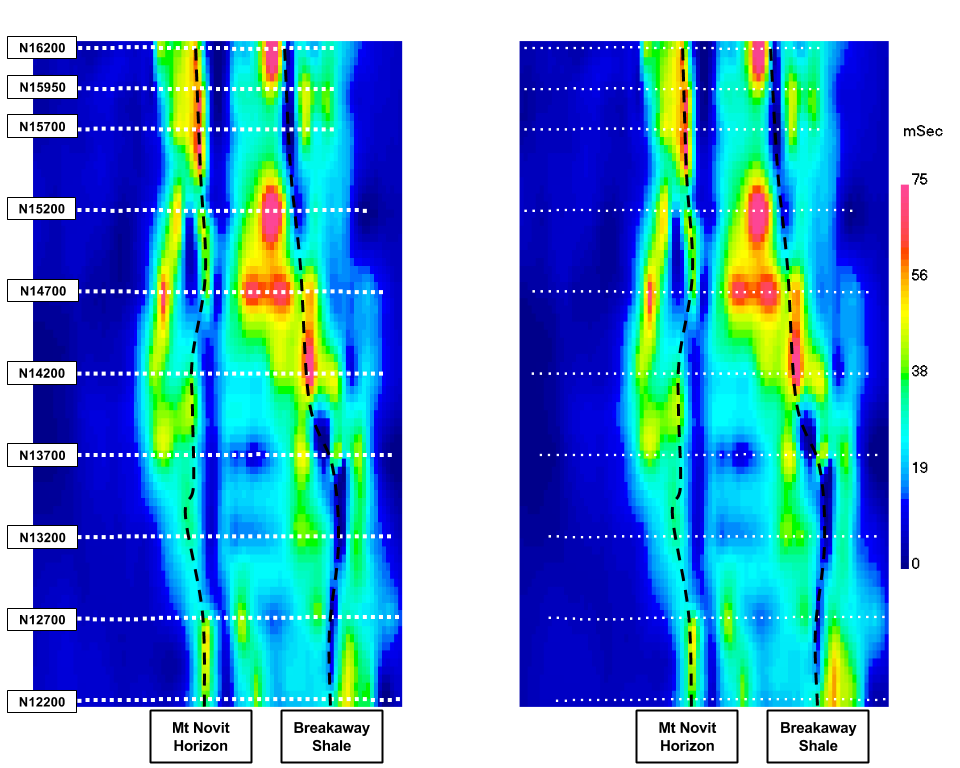 N16200
N15950
N15700
mSec
75
N15200
56
N14700
N14200
38
N13700
19
N13200
0
N12700
N12200
Mt Novit
Horizon
Breakaway
Shale
Mt Novit
Horizon
Breakaway
Shale